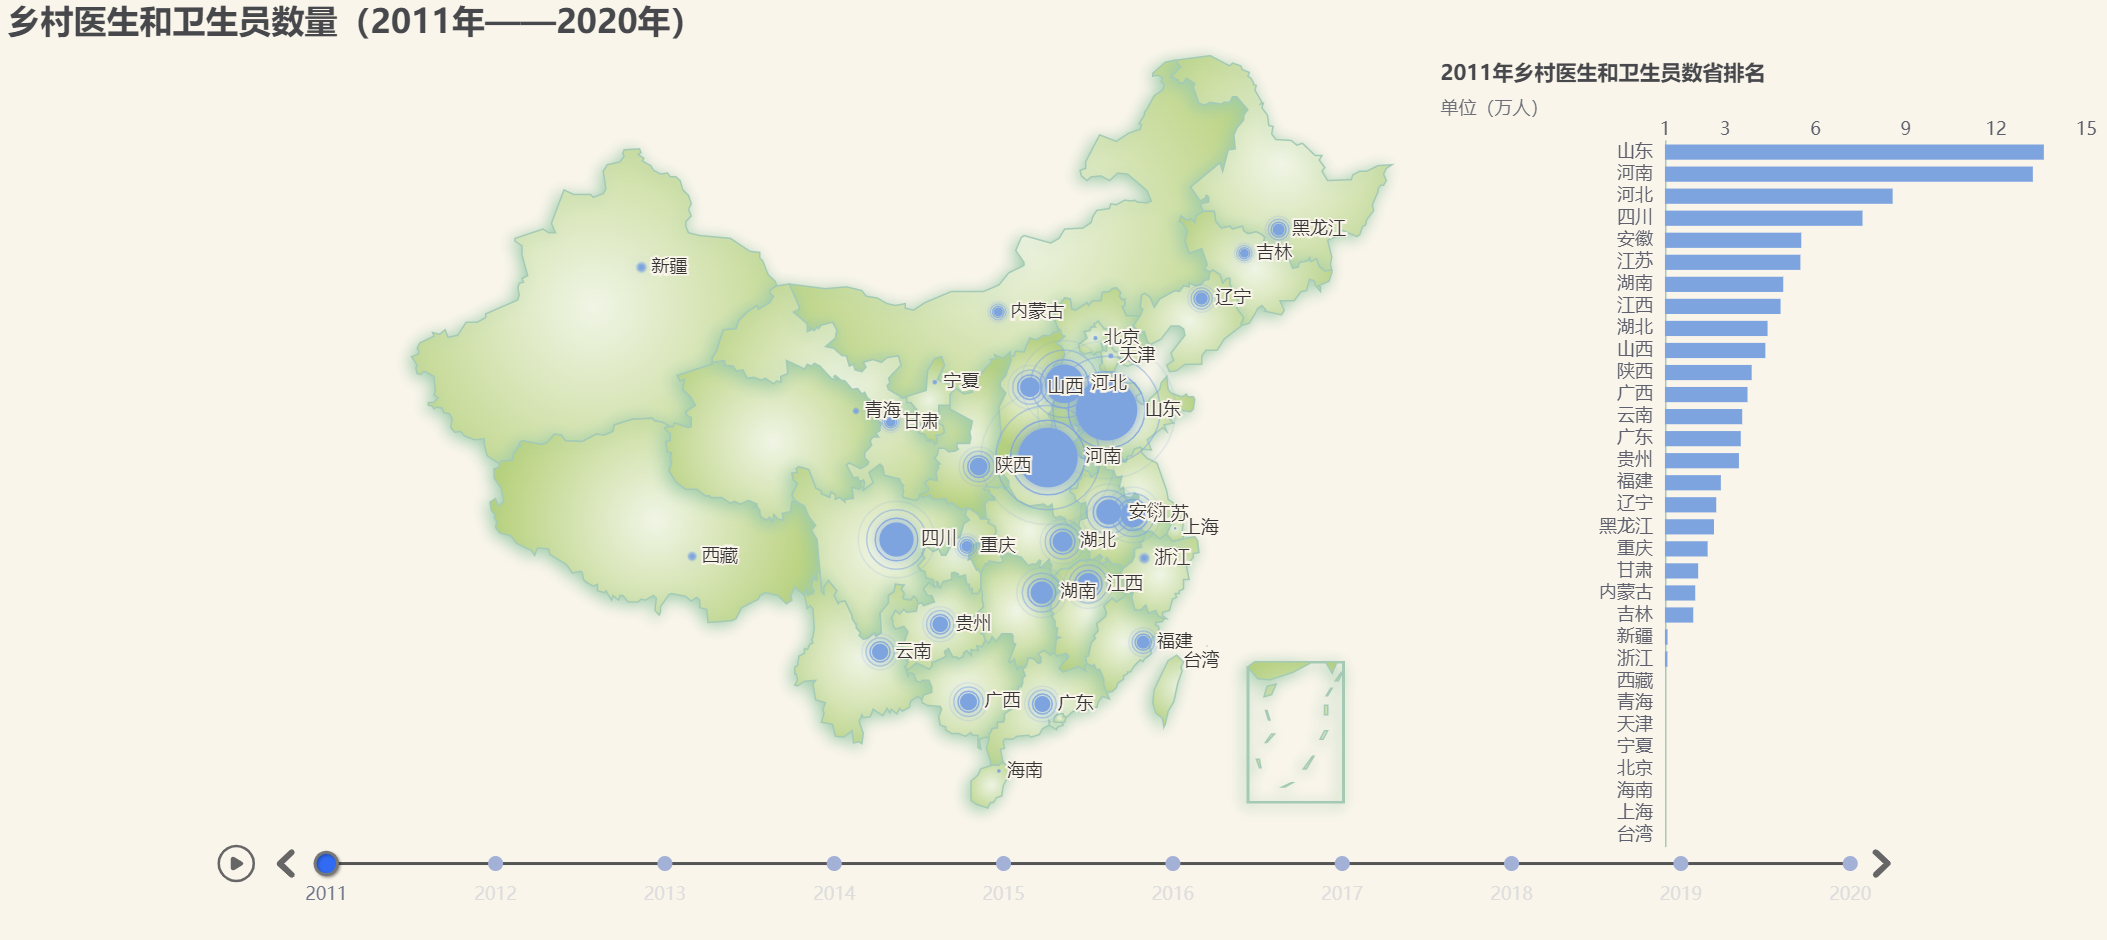 乡村医生和卫生员数量（2011年——2020年）
2011年乡村医生和卫生员数省排名
单位（万人）
1 3 6 9 12 15
山东
河南
河北
四川
安徽
江苏
湖南
江西
湖北
山西
陕西
广西
云南
广东
贵州
福建
辽宁
黑龙江
重庆
甘肃
内蒙古
吉林
新疆
浙江
西藏
青海
天津
宁夏
北京
海南
上海
台湾
黑龙江
吉林
新疆
辽宁
内蒙古
北京
天津
宁夏
山西
河北
青海
山东
甘肃
河南
陕西
安徽
江苏
上海
四川
湖北
重庆
西藏
浙江
江西
湖南
贵州
福建
云南
台湾
广西
广东
海南
2011 2012 2013 2014 2015 2016 2017 2018 2019 2020